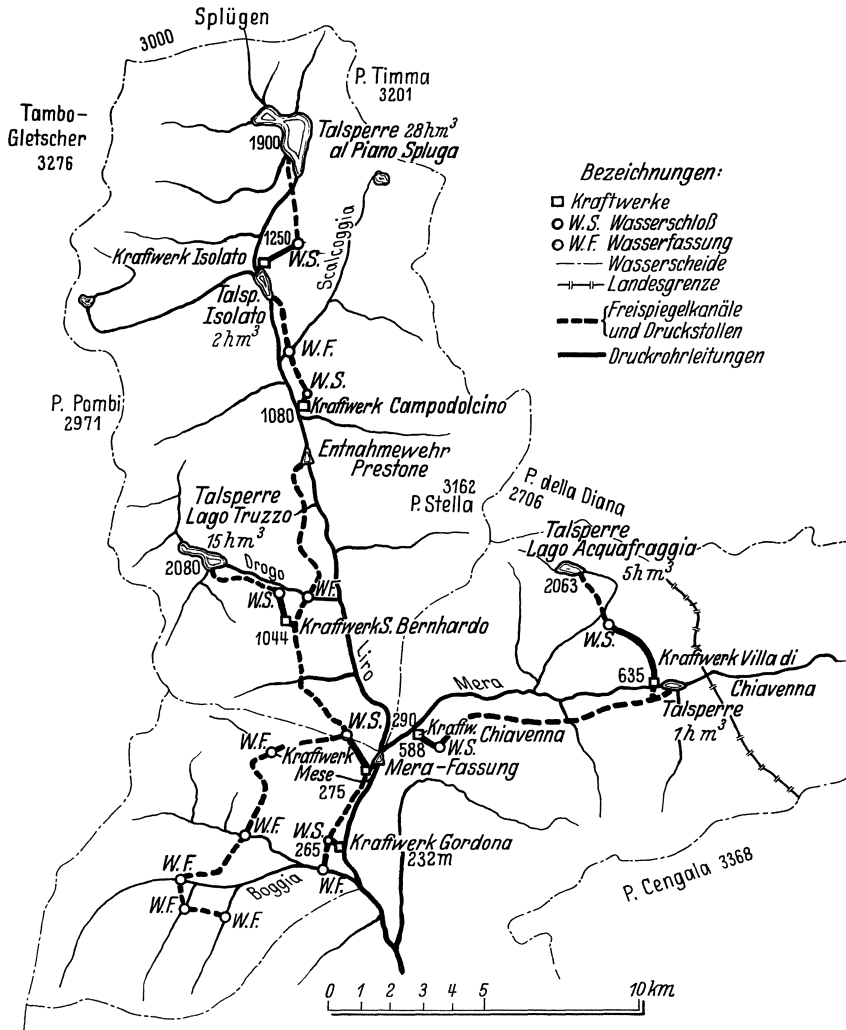 Splügen
3000
P. Timma
3201
Tambo-
Gletscher
3276
1900
Talsperre 28hm³
al Piano Spluga
Bezeichnungen:
Kraftwerke
W.S. Wasserschloß
W.F. Wasserfassung
Wasserscheide
Landesgrenze
Freispiegelkanäle
und Druckstollen
Druckrohrleitungen
1250
Kraftwerk Isolato
W.S.
Scalcoggia
Talsp.
Isolato
2hm³
W.F.
W.S.
P. Pombi
2971
1080
Kraftwerk Campodolcino
Entnahmewehr
Prestone
3162
P. Stella
P. della Diana
2706
Talsperre
Lago Truzzo
15hm³
Talsperre
Lago Acquafraggia
2063
5hm³
2080
Drogo
W.S.
W.F.
1044
Kraftwerk S. Bernhardo
W.S.
Liro
Mera
635
Kraftwerk Villa di
Chiavenna
Talsperre
1hm³
290
Kraftw.
Chiavenna
588
W.S.
W.S.
W.F.
Kraftwerk
Mese
275
Mera-Fassung
W.F.
W.S.
265
Kraftwerk Gordona
232m
W.F.
Boggia
W.F.
W.F.
W.F.
P. Cengala 3368
0 1 2 3 4 5 10 km